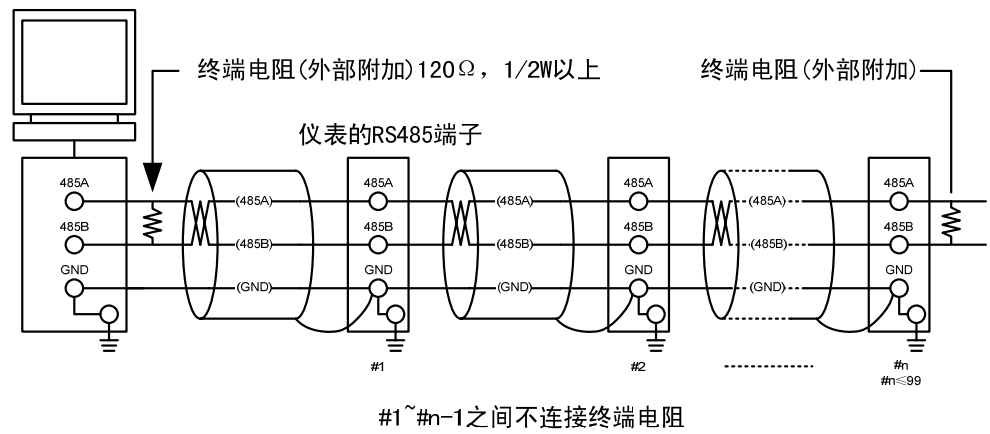 终端电阻(外部附加)120Ω，1/2W以上
终端电阻(外部附加)
仪表的RS485端子
485A
(485A)
485A
(485A)
485A
(485A)
485A
485B
(485B)
485B
(485B)
485B
(485B)
485B
GND
(GND)
GND
(GND)
GND
(GND)
GND
#1
#2
#n
#n≤99
#1~#n-1之间不连接终端电阻